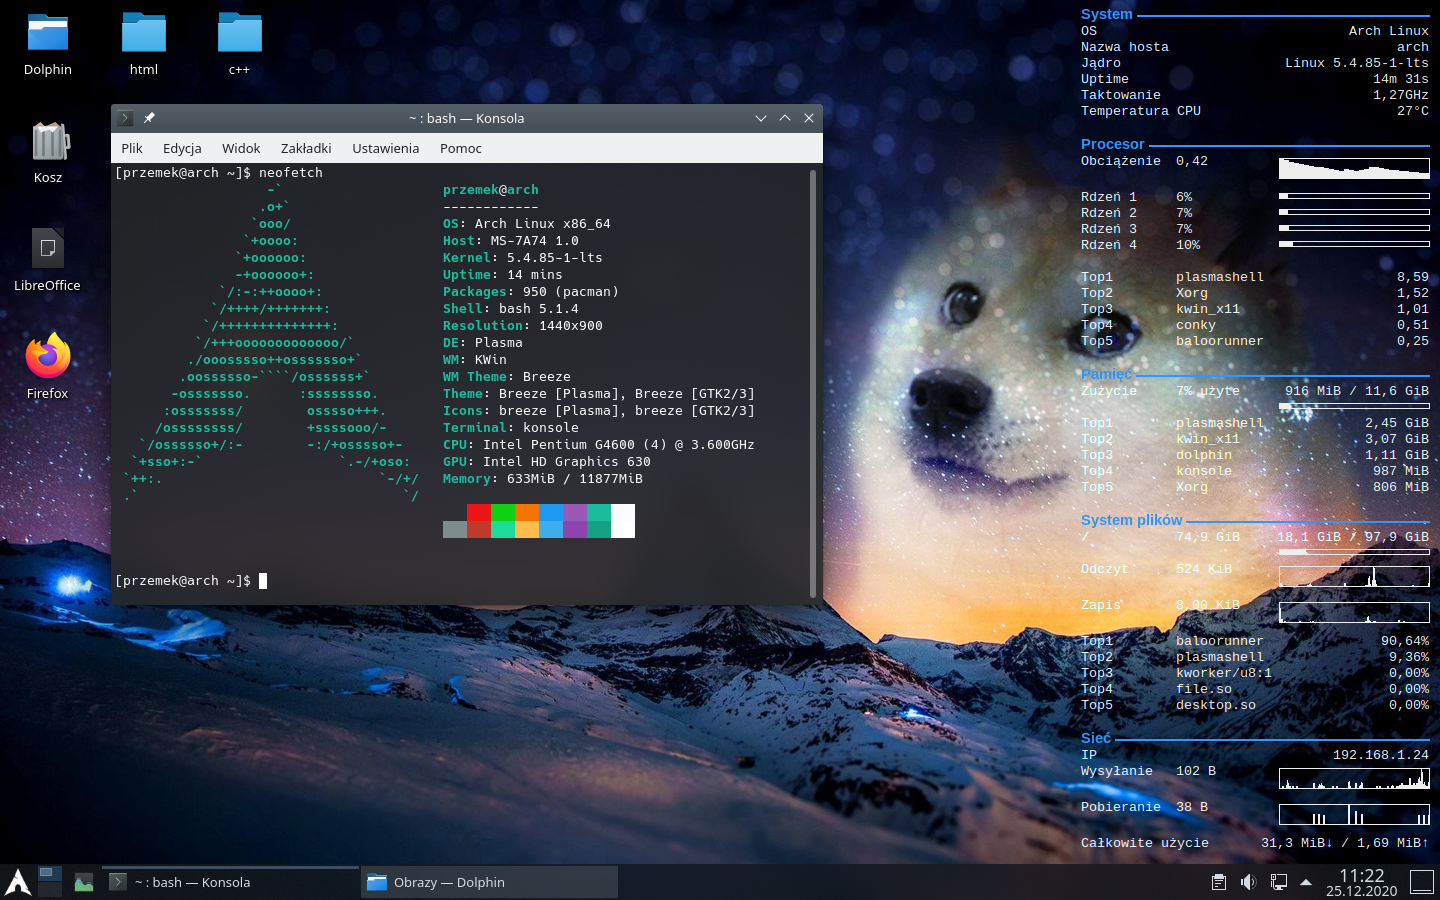 Dolphin
html
c++
Kosz
LibreOffice
Firefox
~ : bash — Konsola
Plik Edycja Widok Zakładki Ustawienia Pomoc
[przemek@arch ~]$ neofetch
przemek@arch
------------
OS: Arch Linux x86_64
Host: MS-7A74 1.0
Kernel: 5.4.85-1-lts
Uptime: 14 mins
Packages: 950 (pacman)
Shell: bash 5.1.4
Resolution: 1440x900
DE: Plasma
WM: KWin
WM Theme: Breeze
Theme: Breeze [Plasma], Breeze [GTK2/3]
Icons: breeze [Plasma], breeze [GTK2/3]
Terminal: konsole
CPU: Intel Pentium G4600 (4) @ 3.600GHz
GPU: Intel HD Graphics 630
Memory: 633MiB / 11877MiB
[przemek@arch ~]$
System
OS Arch Linux
Nazwa hosta arch
Jądro Linux 5.4.85-1-lts
Uptime 14m 31s
Taktowanie 1,27GHz
Temperatura CPU 27°C
Procesor
Obciążenie 0,42
Rdzeń 1 6%
Rdzeń 2 7%
Rdzeń 3 7%
Rdzeń 4 10%
Top1 plasmashell 8,59
Top2 Xorg 1,52
Top3 kwin_x11 1,01
Top4 conky 0,51
Top5 baloorunner 0,25
Pamięć
Zużycie 7% użyte 916 MiB / 11,6 GiB
Top1 plasmashell 2,45 GiB
Top2 kwin_x11 3,07 GiB
Top3 dolphin 1,11 GiB
Top4 konsole 987 MiB
Top5 Xorg 806 MiB
System plików
/ 74,9 GiB 18,1 GiB / 97,9 GiB
Odczyt 524 KiB
Zapis 8,00 KiB
Top1 baloorunner 90,64%
Top2 plasmashell 9,36%
Top3 kworker/u8:1 0,00%
Top4 file.so 0,00%
Top5 desktop.so 0,00%
Sieć
IP 192.168.1.24
Wysyłanie 102 B
Pobieranie 38 B
Całkowite użycie 31,3 MiB↓ / 1,69 MiB↑
~ : bash — Konsola
Obrazy — Dolphin
11:22
25.12.2020